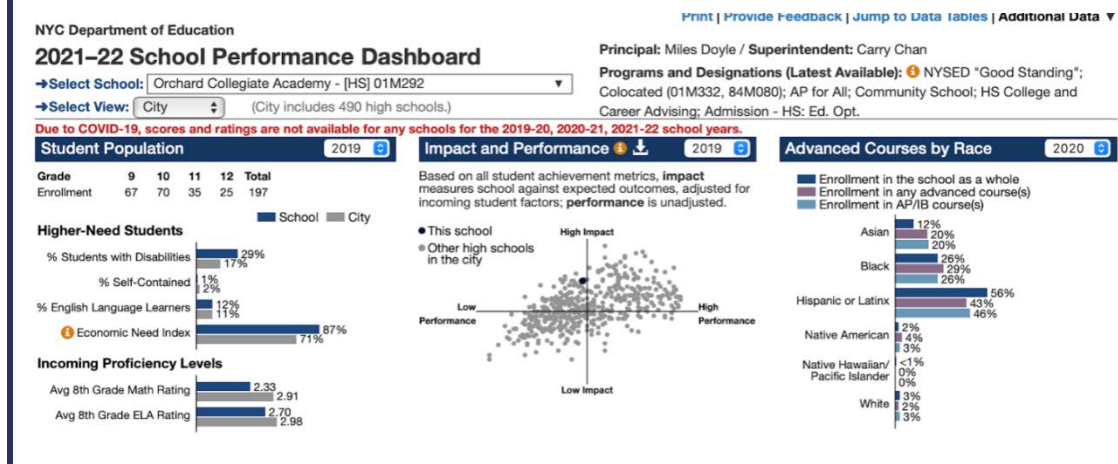 Print | Provide Feedback | Jump to Data Tables | Additional Data ▼
NYC Department of Education
2021–22 School Performance Dashboard
➔Select School: Orchard Collegiate Academy - [HS] 01M292 ▼
➔Select View: City (City includes 490 high schools.)
Principal: Miles Doyle / Superintendent: Carry Chan
Programs and Designations (Latest Available): NYSED "Good Standing";
Colocated (01M332, 84M080); AP for All; Community School; HS College and
Career Advising; Admission - HS: Ed. Opt.
Due to COVID-19, scores and ratings are not available for any schools for the 2019-20, 2020-21, 2021-22 school years.
Student Population 2019
Grade 9 10 11 12 Total
Enrollment 67 70 35 25 197
School City
Higher-Need Students
% Students with Disabilities 29%
17%
% Self-Contained 1%
2%
% English Language Learners 12%
11%
Economic Need Index 87%
71%
Incoming Proficiency Levels
Avg 8th Grade Math Rating 2.33
2.91
Avg 8th Grade ELA Rating 2.70
2.98
Impact and Performance 2019
Based on all student achievement metrics, impact
measures school against expected outcomes, adjusted for
incoming student factors; performance is unadjusted.
This school
Other high schools
in the city
High Impact
Low
Performance
High
Performance
Low Impact
Advanced Courses by Race 2020
Enrollment in the school as a whole
Enrollment in any advanced course(s)
Enrollment in AP/IB course(s)
Asian 12%
20%
20%
Black 26%
29%
26%
Hispanic or Latinx 56%
43%
46%
Native American 2%
4%
3%
Native Hawaiian/
Pacific Islander <1%
0%
0%
White 3%
2%
3%